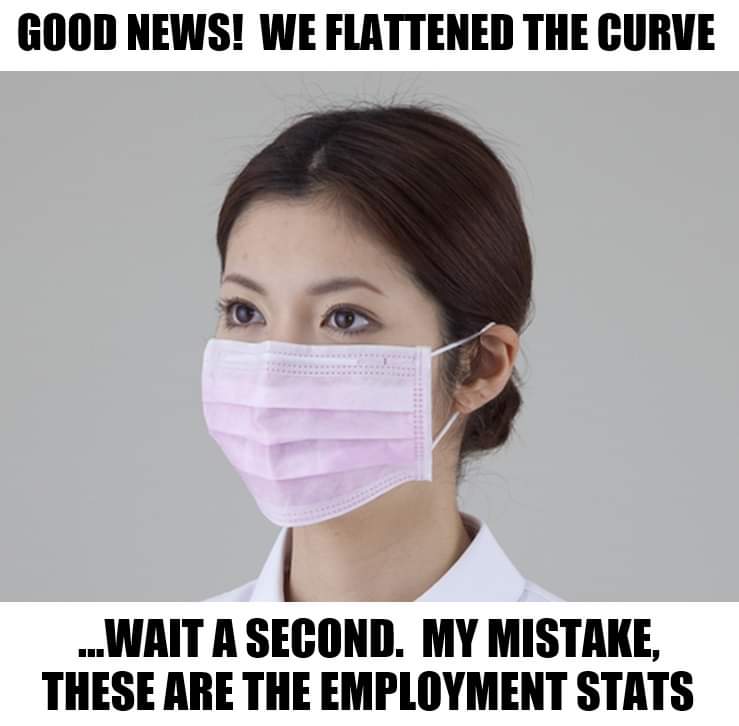 GOOD NEWS!  WE FLATTENED THE CURVE
...WAIT A SECOND.  MY MISTAKE,
THESE ARE THE EMPLOYMENT STATS